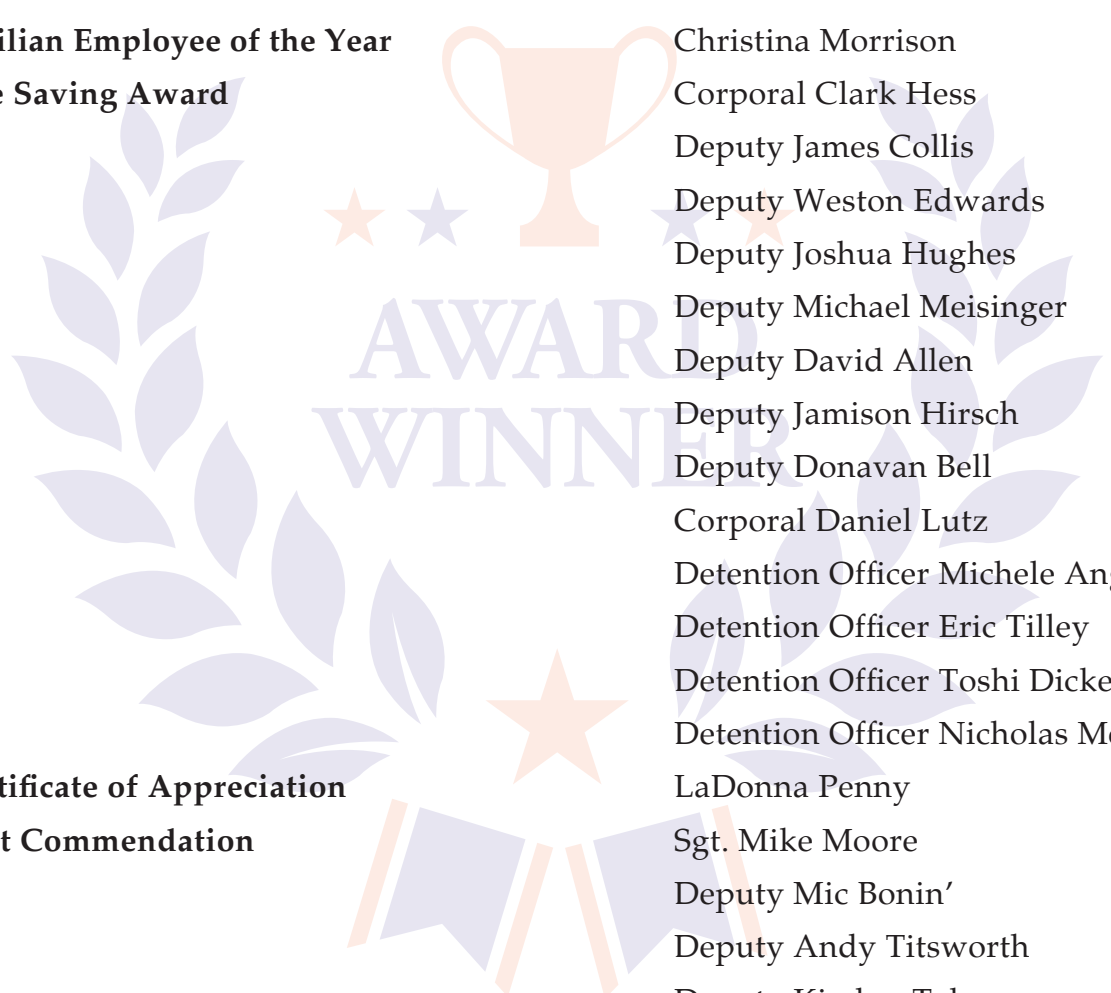 ilian Employee of the Year Christina Morrison
Saving Award Corporal Clark Hess
Deputy James Collis
Deputy Weston Edwards
Deputy Joshua Hughes
Deputy Michael Meisinger
Deputy David Allen
Deputy Jamison Hirsch
Deputy Donavan Bell
Corporal Daniel Lutz
Detention Officer Michele
Detention Officer Eric Tilley
Detention Officer Toshi
Detention Officer Nicholas
tificate of Appreciation LaDonna Penny
t Commendation Sgt. Mike Moore
Deputy Mic Bonin’
Deputy Andy Titsworth
AWARD
WINNER